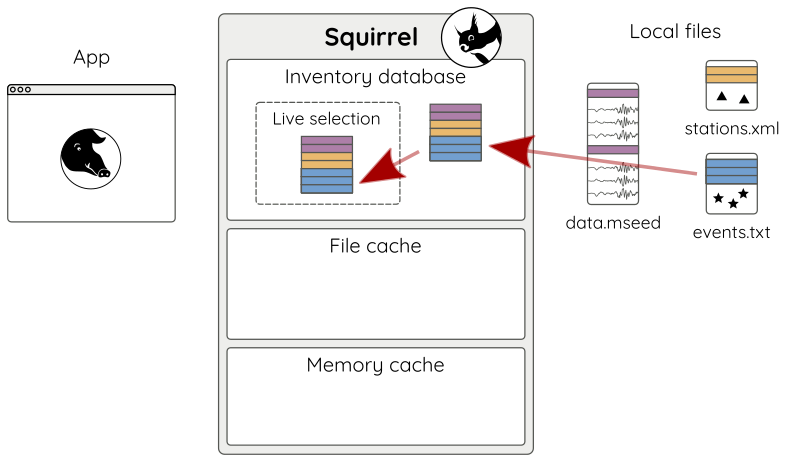 App
Squirrel
Inventory database
Live selection
File cache
Memory cache
Local files
stations.xml
data.mseed
events.txt